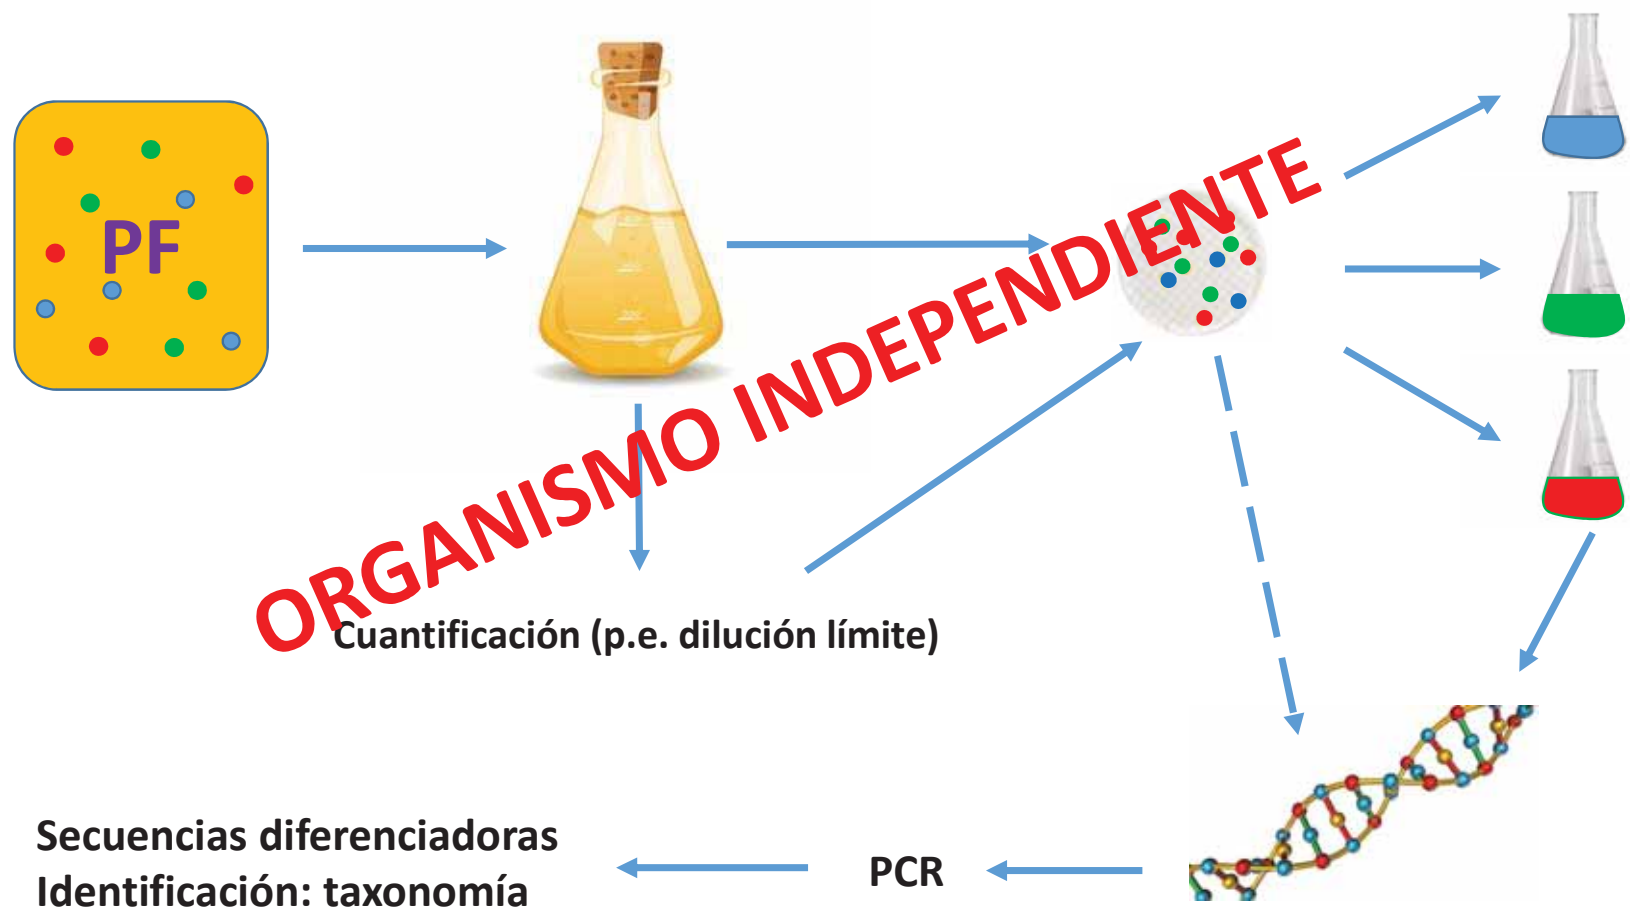 PF
ORGANISMO INDEPENDIENTE
Cuantificación (p.e. dilución límite)
Secuencias diferenciadoras
Identificación: taxonomía
PCR